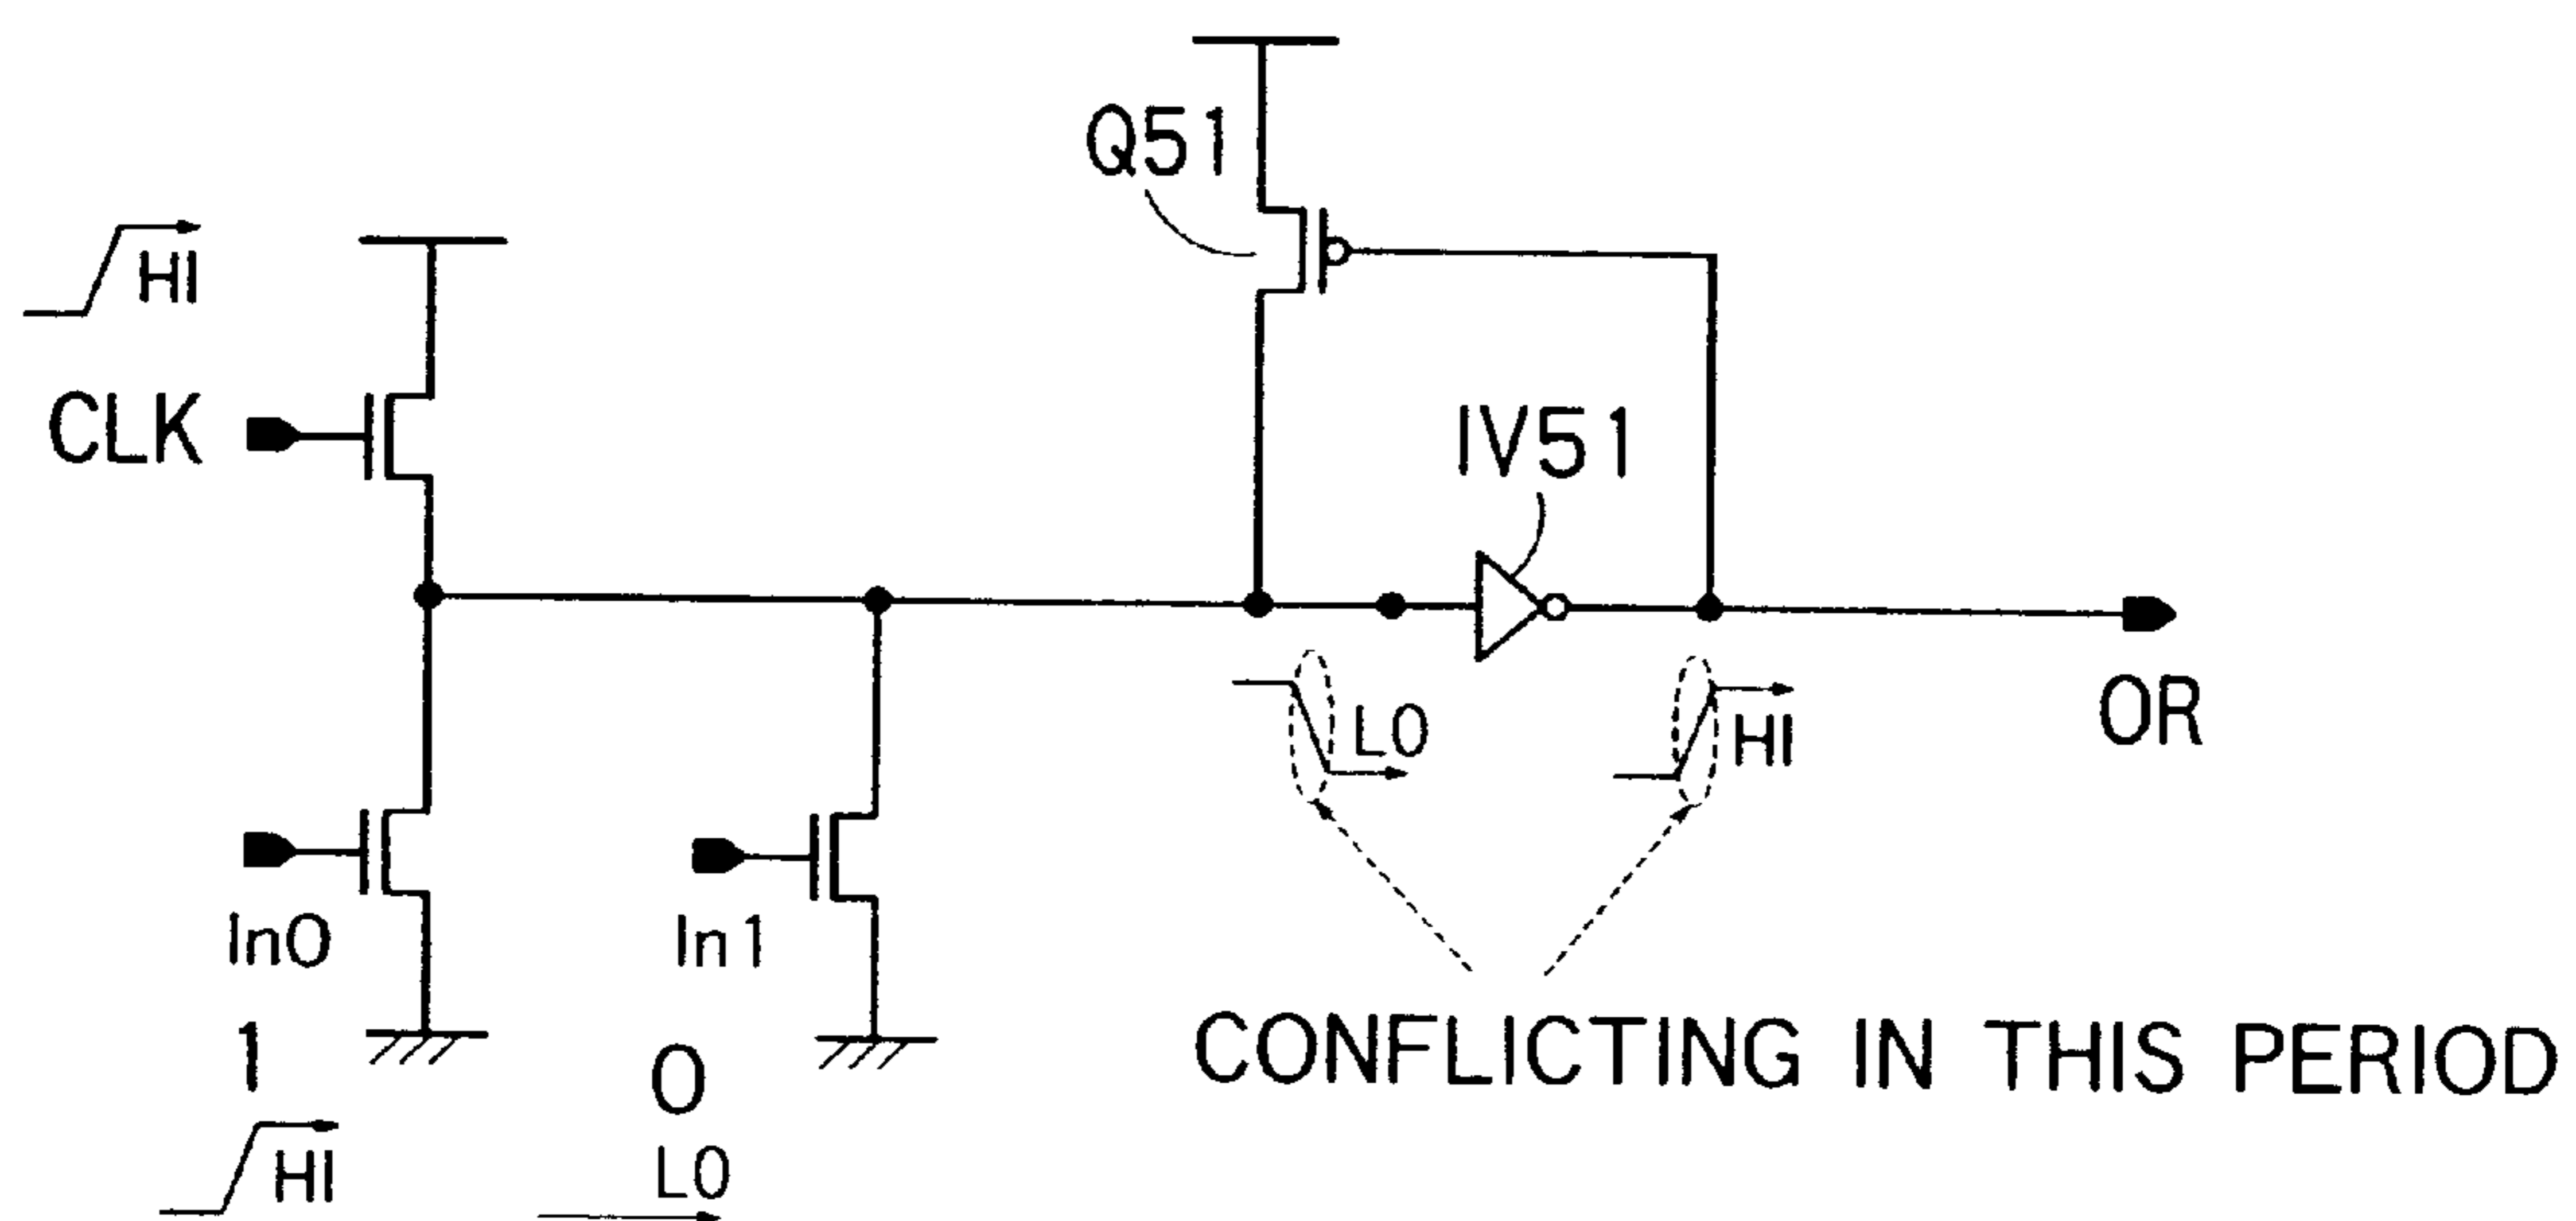 Q51
HI
CLK
IV51
LO
HI
OR
In0
In1
1
0
CONFLICTING IN THIS PERIOD
HI
LO